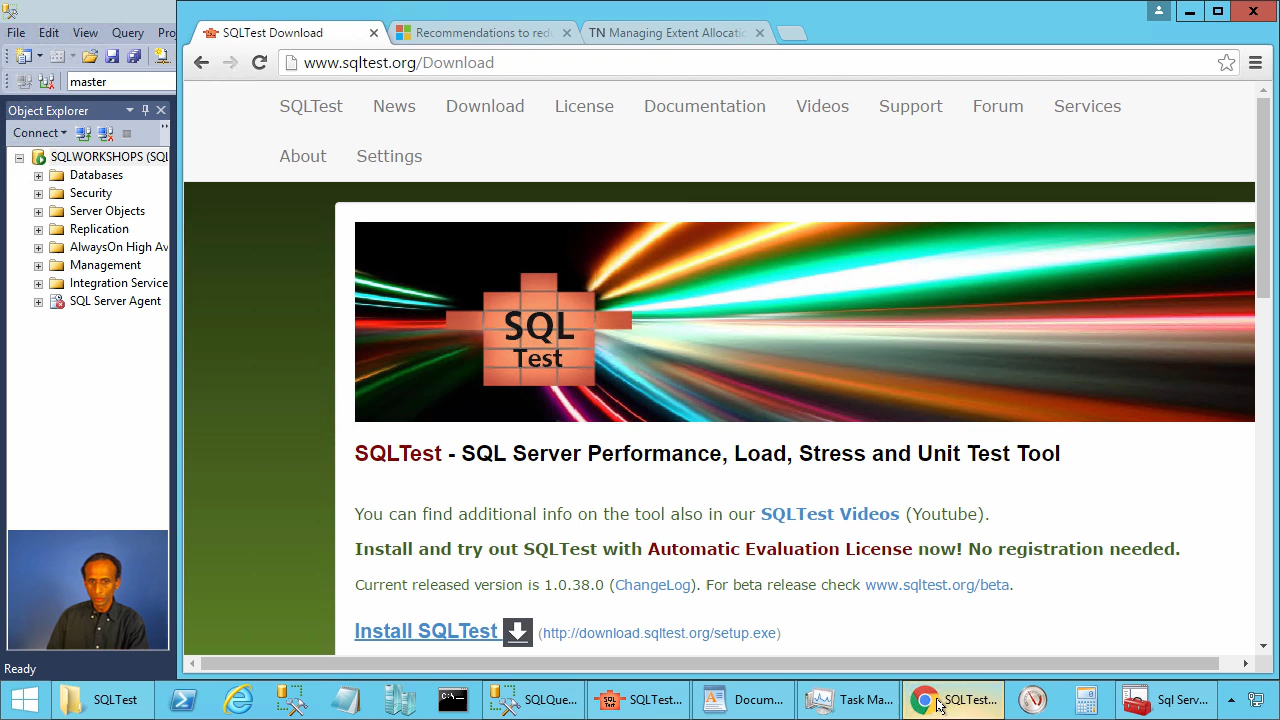 File Edit View Query Pro
master
Object Explorer
Connect
SQLWORKSHOPS (SQL
Databases
Security
Server Objects
Replication
AlwaysOn High Av
Management
Integration Service
SQL Server Agent
Ready
SQLTest Download
Recommendations to redu
TN Managing Extent Allocati
www.sqltest.org/Download
SQLTest News Download License Documentation Videos Support Forum Services
About Settings
SQL
Test
SQLTest - SQL Server Performance, Load, Stress and Unit Test Tool
You can find additional info on the tool also in our SQLTest Videos (Youtube).
Install and try out SQLTest with Automatic Evaluation License now! No registration needed.
Current released version is 1.0.38.0 (ChangeLog). For beta release check www.sqltest.org/beta.
Install SQLTest (http://download.sqltest.org/setup.exe)
SQLTest SQLQue... SQLTest... Docum... Task Ma... SQLTest... Sql Serv...